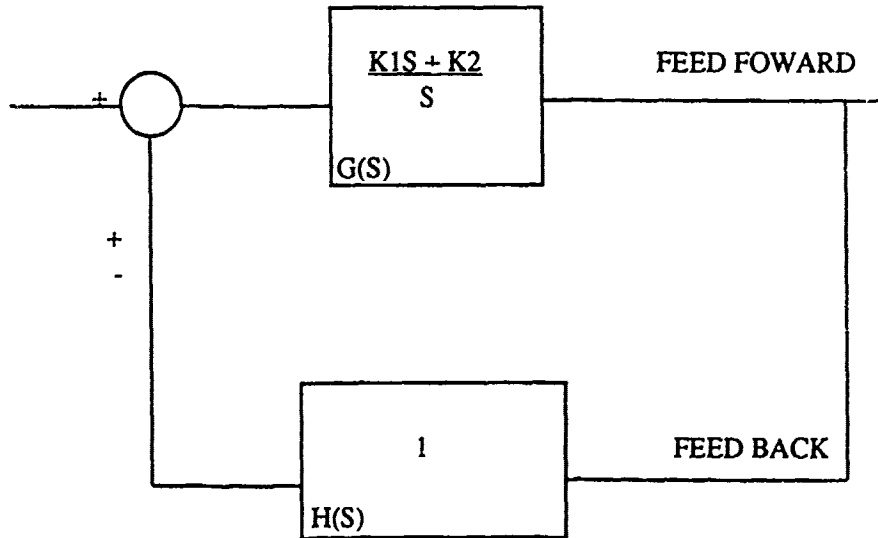 K1S + K2
S
FEED FOWARD
+
G(S)
+
-
1
FEED BACK
H(S)